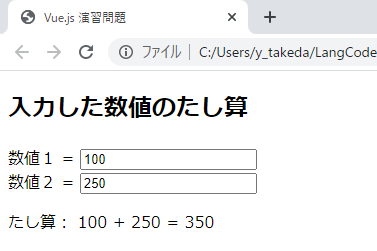 Vue.js 演習問題
ファイル | C:/Users/y_takeda/LangCode
入力した数値のたし算
数値1 = 100
数値2 = 250
たし算： 100 + 250 = 350